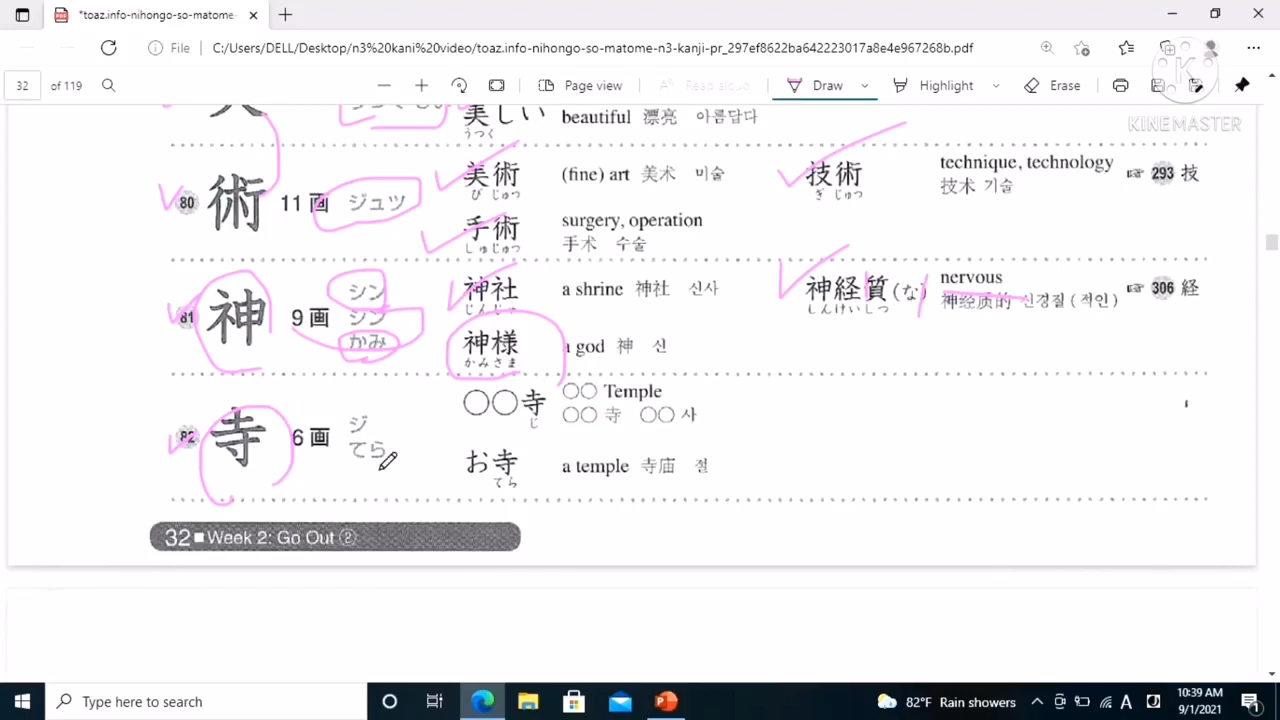 *toaz.info-nihongo-so-matome-
File
C:/Users/DELL/Desktop/n3%20kani%20video/toaz.info-nihongo-so-matome-n3-kanji-pr_297ef8622ba642223017a8e4e967268b.pdf
32 of 119
Page view
Read aloud
Draw
Highlight
Erase
K
KINEMASTER
美しい beautiful 漂亮 아름답다
うつく
80 術 11画 ジュツ
美術 (fine) art 美术 미술
びじゅつ
技術 technique, technology
ぎじゅつ 技术 기술
☞ 293 技
手術 surgery, operation
しゅじゅつ 手术 수술
81 神 9画 シン
ジン
かみ
神社 a shrine 神社 신사
じんじゃ
神経質(な) nervous
しんけいしつ 神经质的 신경질(적인)
☞ 306 経
神様 a god 神 신
かみさま
82 寺 6画 ジ
てら
○○寺 ○○ Temple
じ ○○ 寺 ○○ 사
お寺 a temple 寺庙 절
てら
32 ■ Week 2: Go Out ②
Type here to search
82°F Rain showers
A
10:39 AM
9/1/2021
1